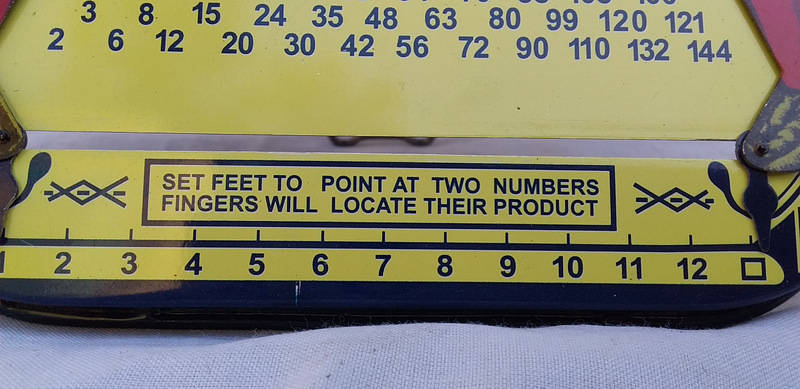 3 8 15 24 35 48 63 80 99 120 121
2 6 12 20 30 42 56 72 90 110 132 144
SET FEET TO POINT AT TWO NUMBERS
FINGERS WILL LOCATE THEIR PRODUCT
1 2 3 4 5 6 7 8 9 10 11 12